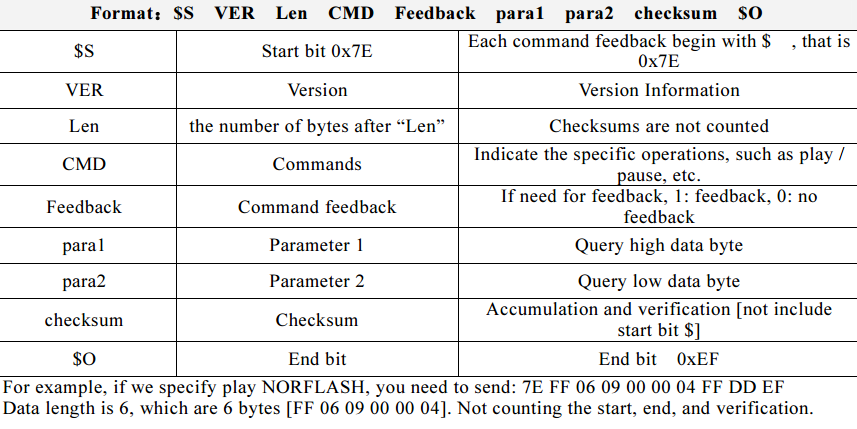 Format：  $S  VER  Len  CMD  Feedback  para1  para2  checksum  $O
$S  Start bit 0x7E  Each command feedback begin with $  , that is
0x7E
VER  Version  Version Information
Len  the number of bytes after “Len”  Checksums are not counted
CMD  Commands  Indicate the specific operations, such as play /
pause, etc.
Feedback  Command feedback  If need for feedback, 1: feedback, 0: no
feedback
para1  Parameter 1  Query high data byte
para2  Parameter 2  Query low data byte
checksum  Checksum  Accumulation and verification [not include
start bit $]
$O  End bit  End bit  0xEF
For example, if we specify play NORFLASH, you need to send: 7E FF 06 09 00 00 04 FF DD EF
Data length is 6, which are 6 bytes [FF 06 09 00 00 04]. Not counting the start, end, and verification.